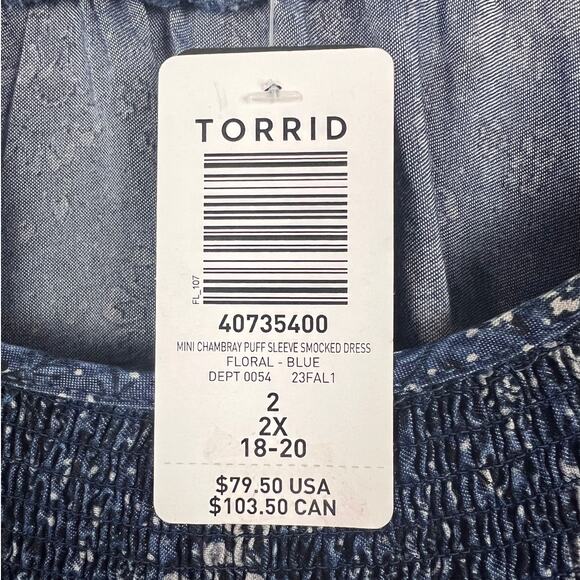 TORRID
FL_107
40735400
MINI CHAMBRAY PUFF SLEEVE SMOCKED DRESS
FLORAL - BLUE
DEPT 0054 23FAL1
2
2X
18-20
$79.50 USA
$103.50 CAN